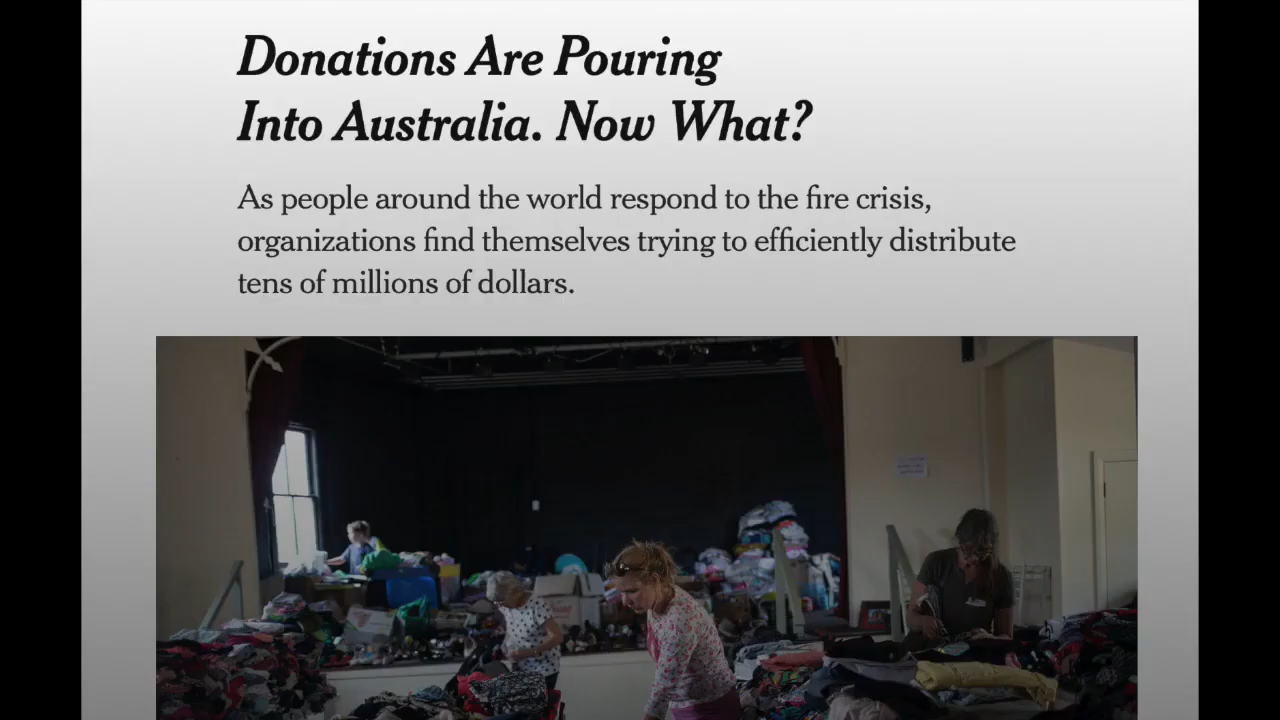 Donations Are Pouring
Into Australia. Now What?
As people around the world respond to the fire crisis,
organizations find themselves trying to efficiently distribute
tens of millions of dollars.